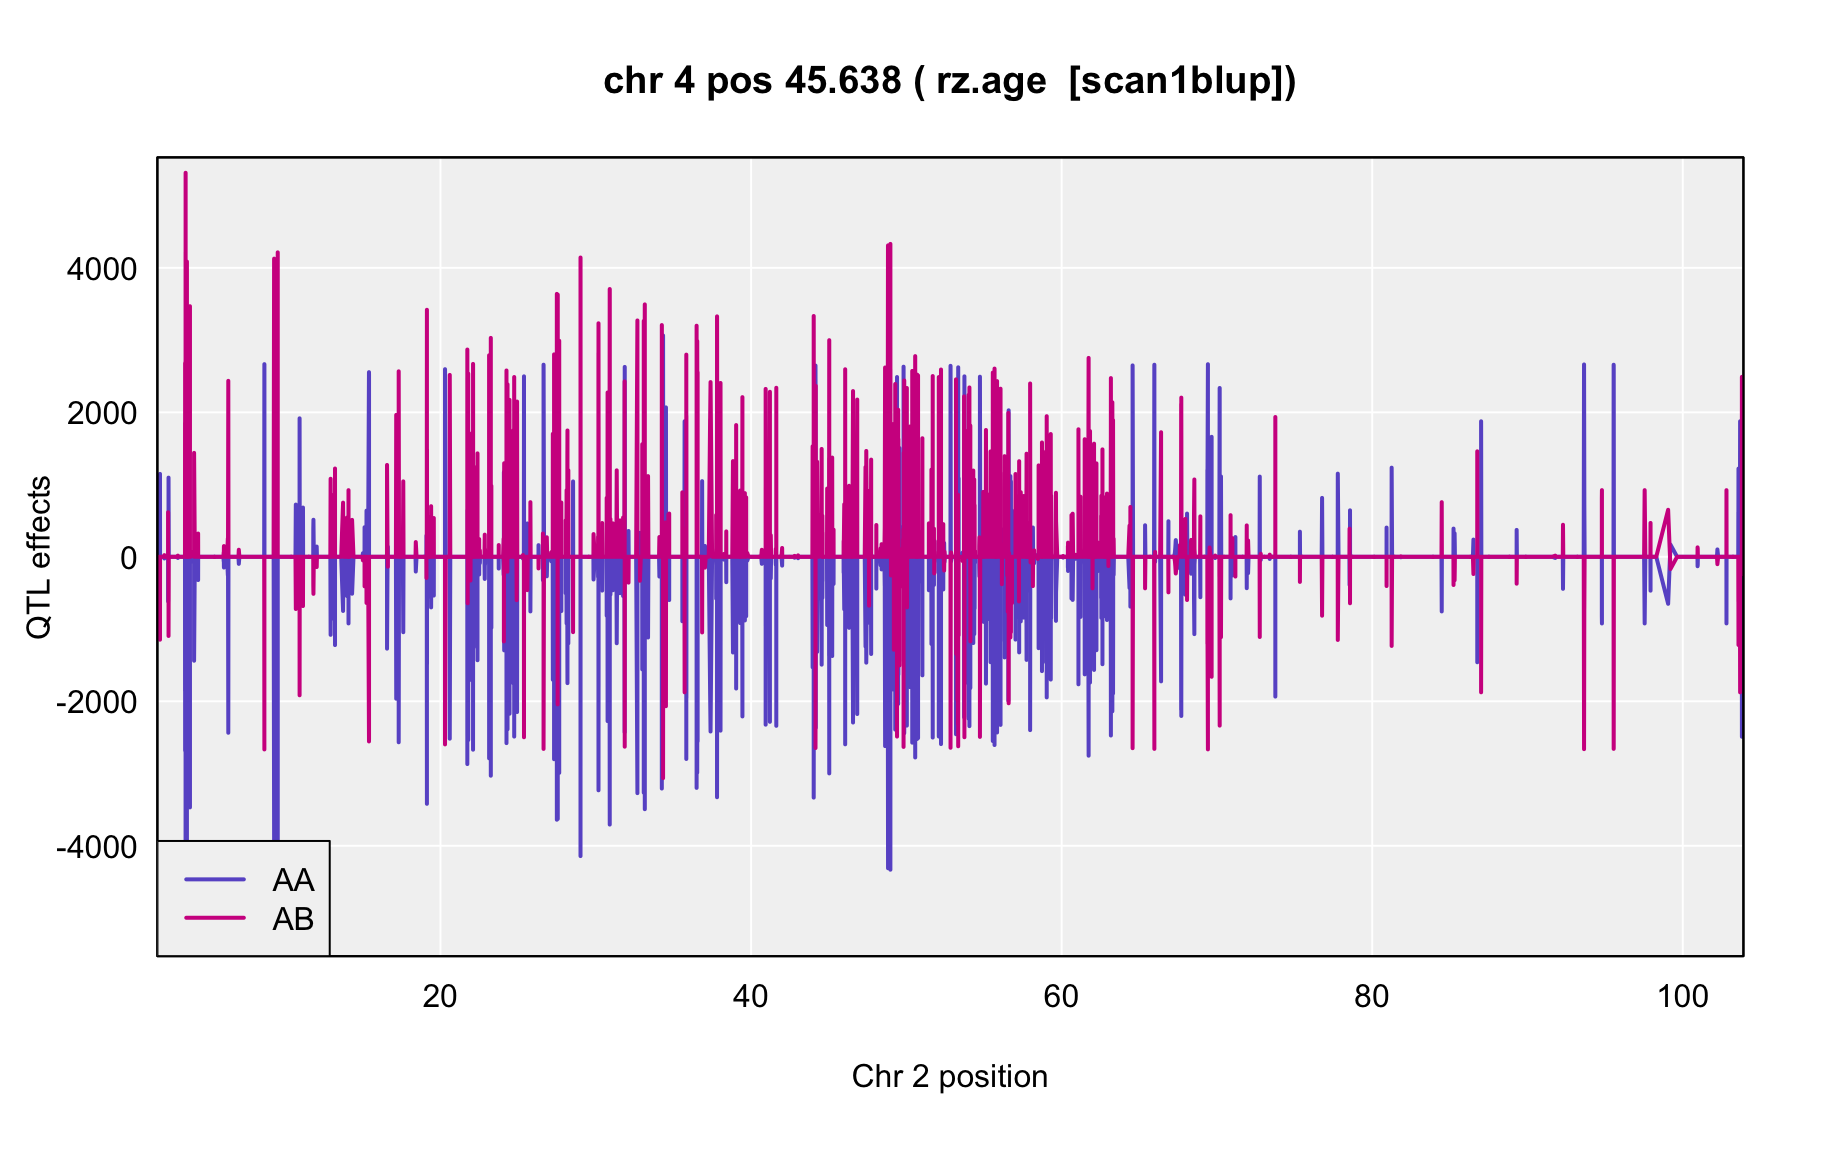 chr 4 pos 45.638 ( rz.age  [scan1blup])
QTL effects
4000
2000
0
-2000
-4000
AA
AB
20 40 60 80 100
Chr 2 position